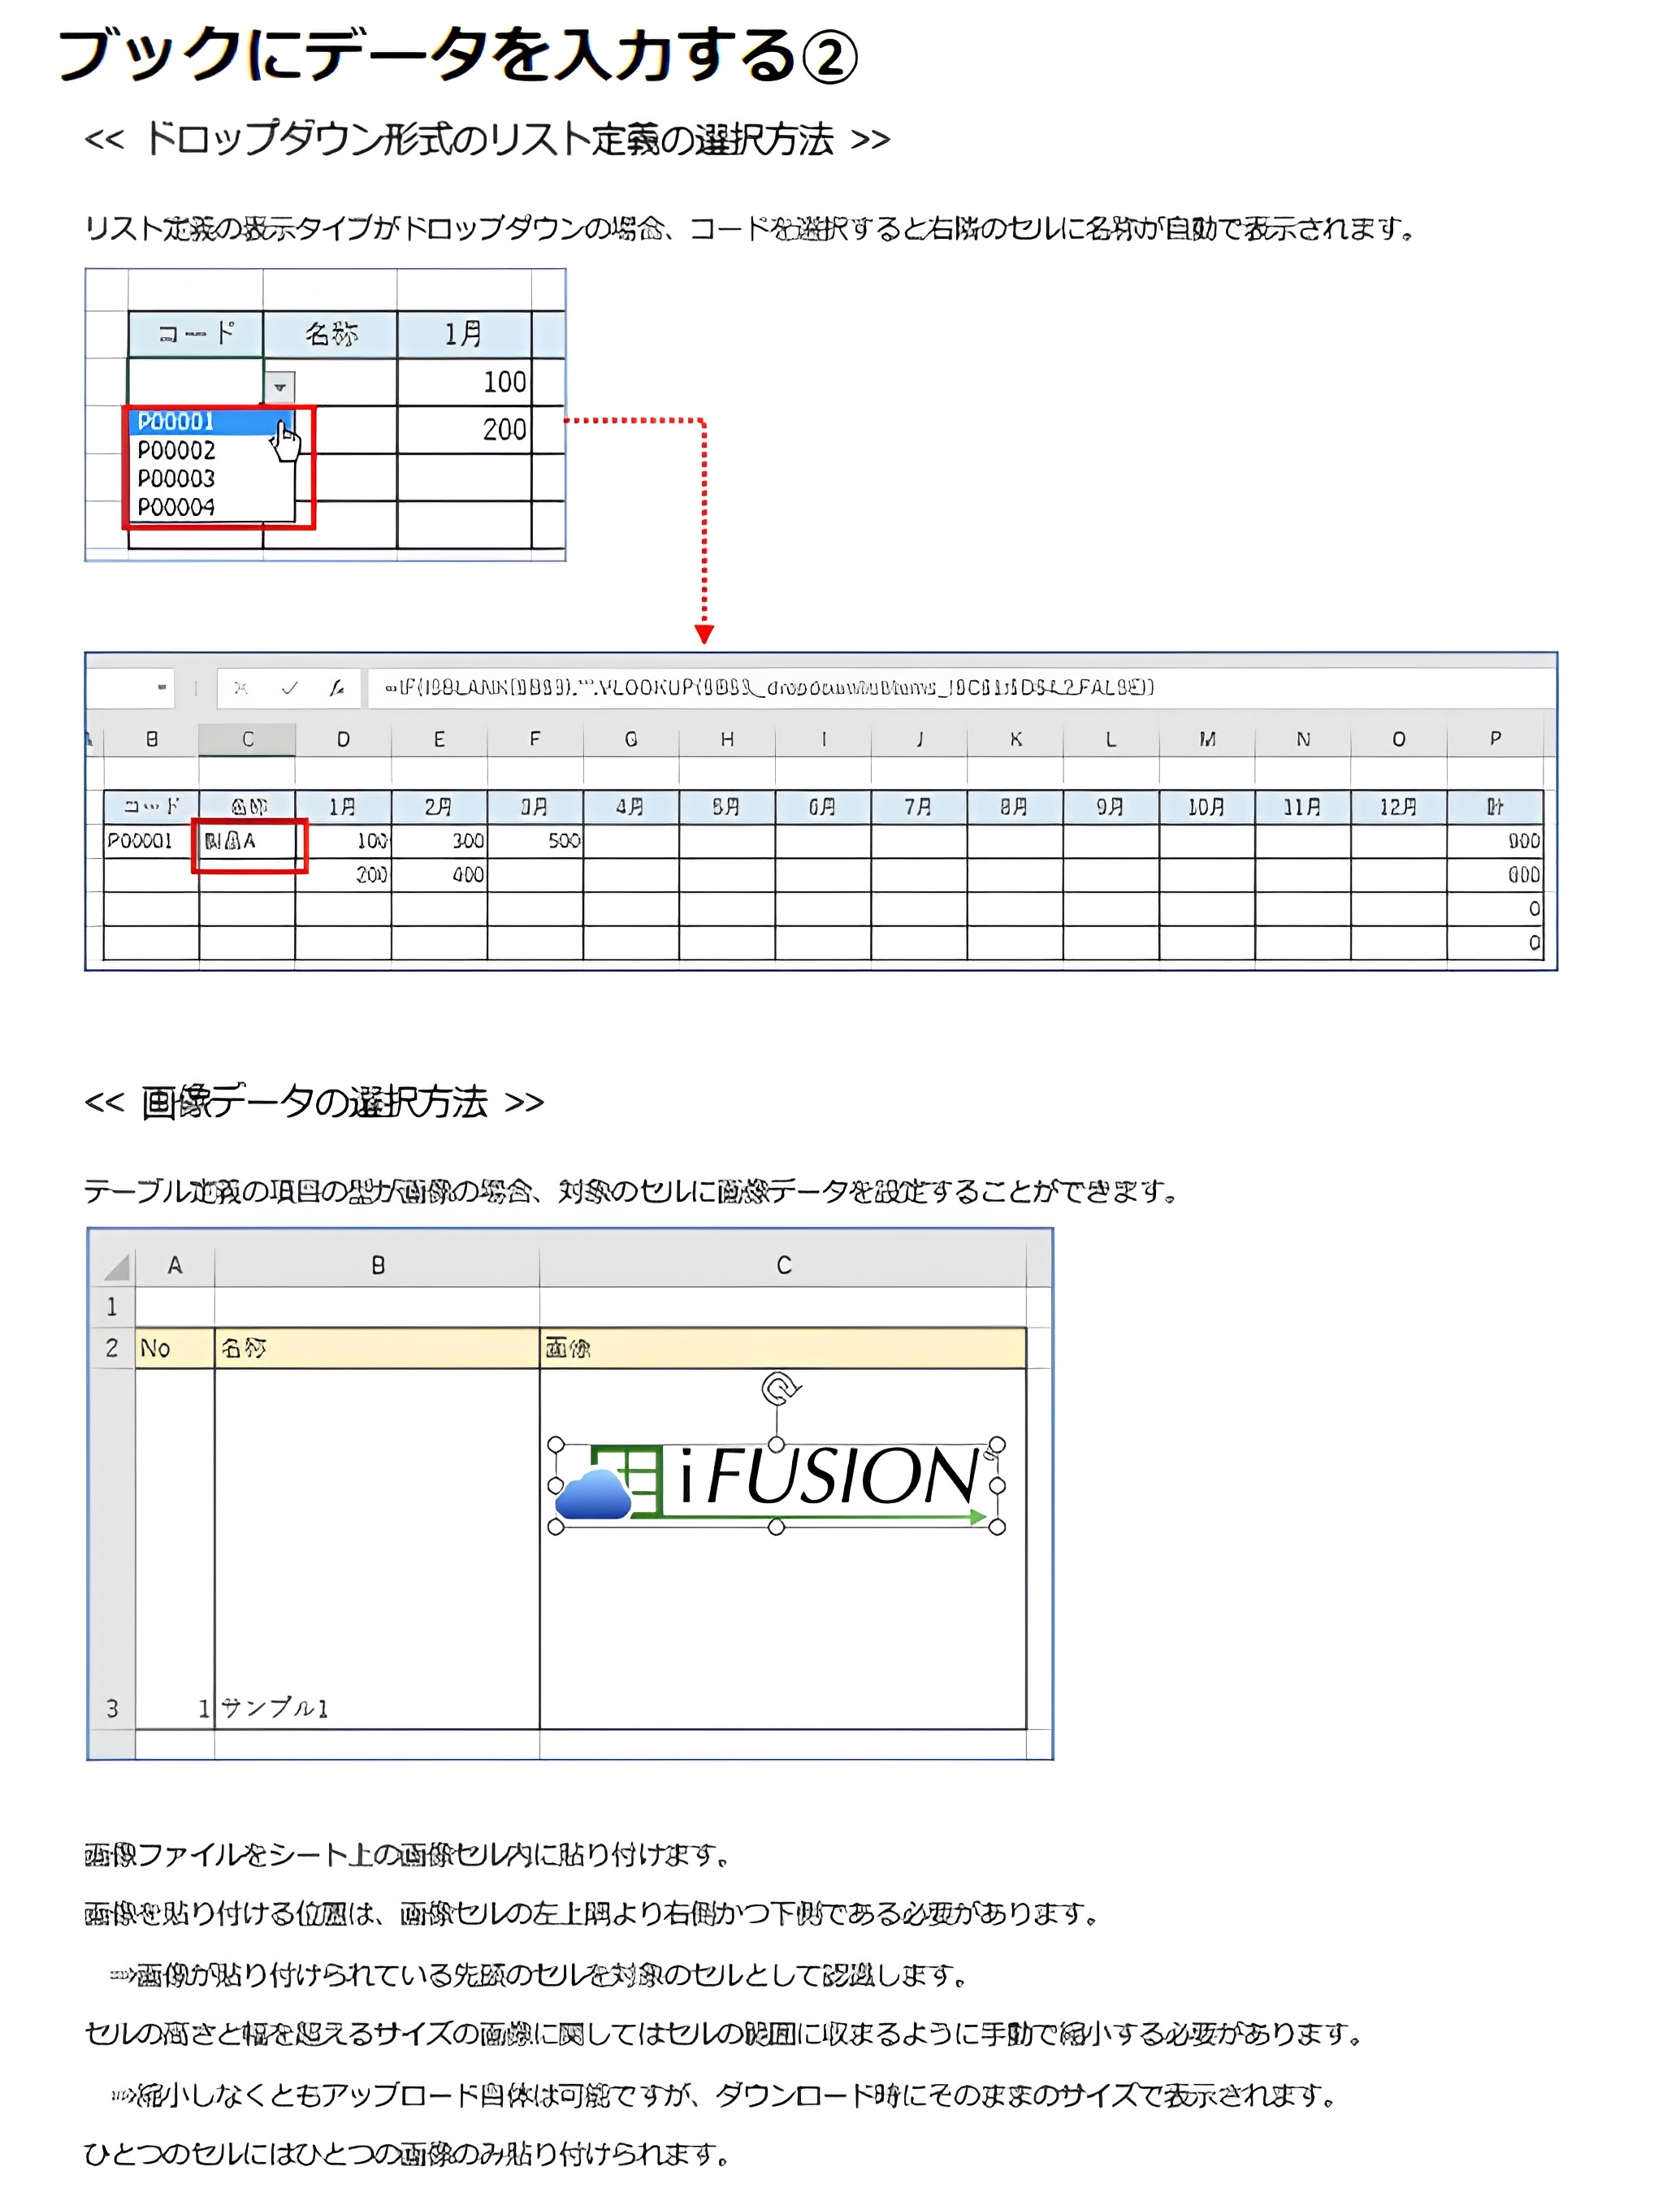 ブックにデータを入力する②
<< ドロップダウン形式のリスト定義の選択方法 >>
リスト定義の表示タイプがドロップダウンの場合、コードを選択すると右隣のセルに名称が自動で表示されます。
コード 名称 1月
100
P00001 200
P00002
P00003
P00004
B C D E F G H I J K L M N O P
コード 名称 1月 2月 3月 4月 5月 6月 7月 8月 9月 10月 11月 12月 計
P00001 100 300 500
200 400
0
0
<< 画像データの選択方法 >>
テーブル定義の項目の型が画像の場合、対象のセルに画像データを設定することができます。
A B C
1
2 No 名称 画像
iFUSION
3 1 サンプル1
画像ファイルをシート上の画像セル内に貼り付けます。
画像を貼り付ける位置は、画像セルの左上隅より右側かつ下側である必要があります。
⇒画像が貼り付けられている先頭のセルを対象のセルとして認識します。
セルの高さと幅を超えるサイズの画像に関してはセルの範囲に収まるように手動で縮小する必要があります。
⇒縮小しなくともアップロード自体は可能ですが、ダウンロード時にそのままのサイズで表示されます。
ひとつのセルにはひとつの画像のみ貼り付けられます。